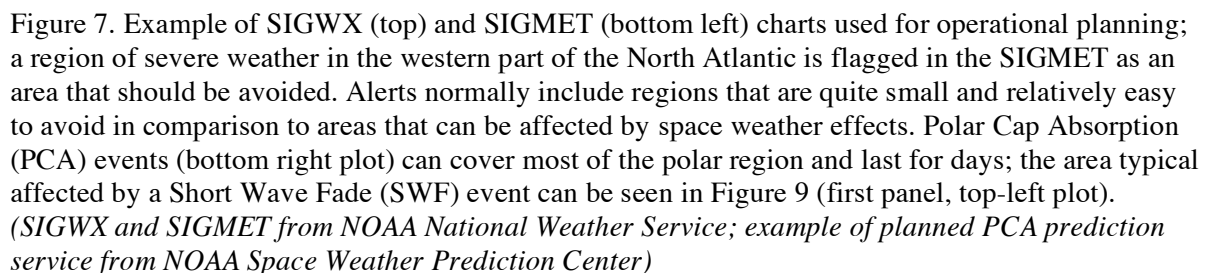 Figure 7. Example of SIGWX (top) and SIGMET (bottom left) charts used for operational planning;
a region of severe weather in the western part of the North Atlantic is flagged in the SIGMET as an
area that should be avoided. Alerts normally include regions that are quite small and relatively easy
to avoid in comparison to areas that can be affected by space weather effects. Polar Cap Absorption
(PCA) events (bottom right plot) can cover most of the polar region and last for days; the area typical
affected by a Short Wave Fade (SWF) event can be seen in Figure 9 (first panel, top-left plot).
(SIGWX and SIGMET from NOAA National Weather Service; example of planned PCA prediction
service from NOAA Space Weather Prediction Center)